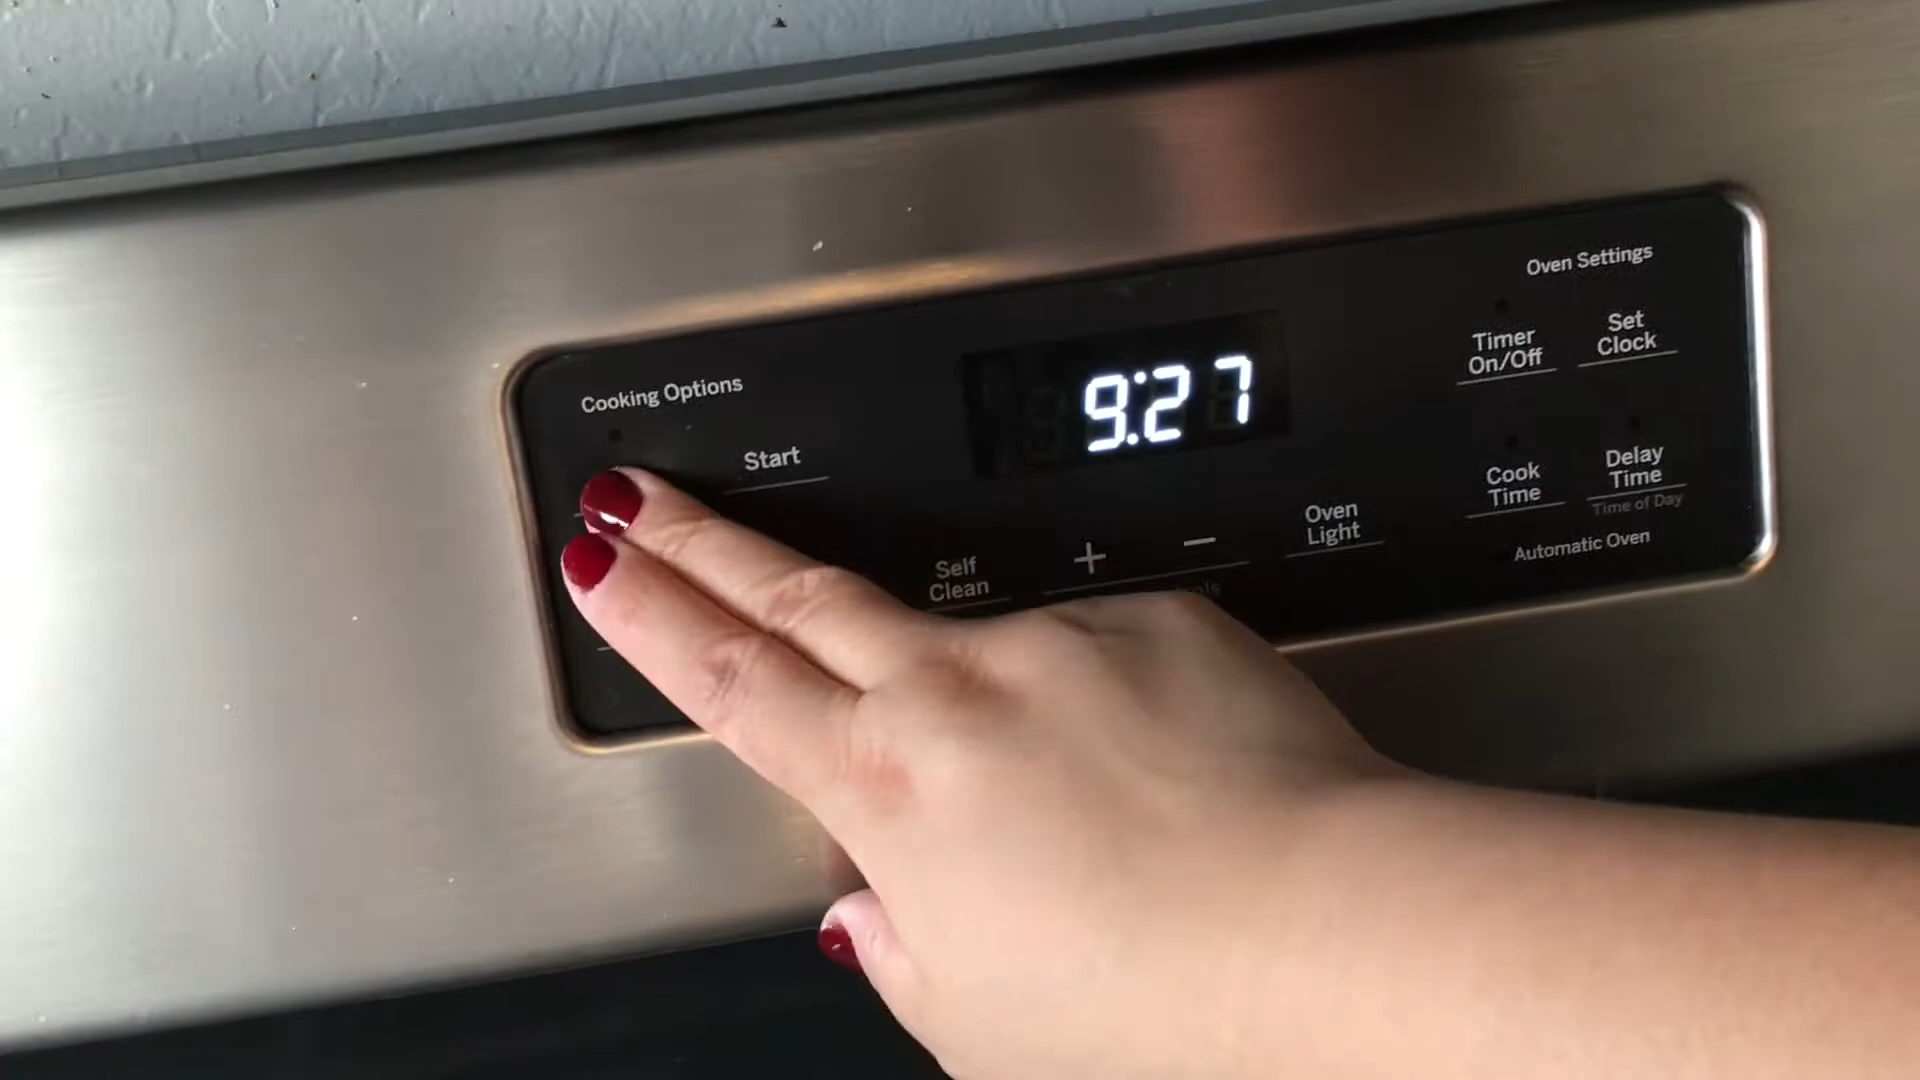 Oven Settings
Timer
On/Off
Set
Clock
Cooking Options
9:27
Start
Cook
Time
Delay
Time
Time of Day
Oven
Light
Automatic Oven
Self
Clean
+
−